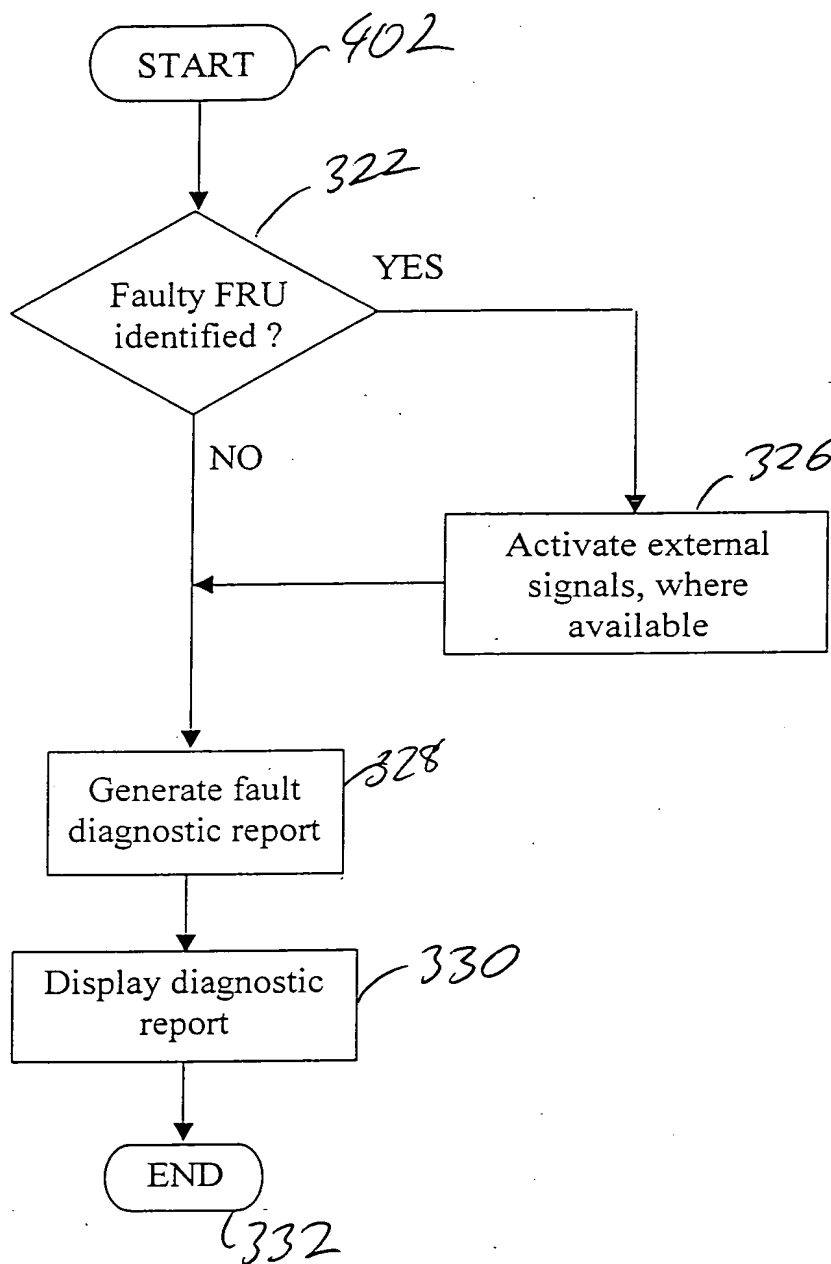 START
402
322
YES
Faulty FRU
identified ?
NO
326
Activate external
signals, where
available
328
Generate fault
diagnostic report
330
Display diagnostic
report
END
332